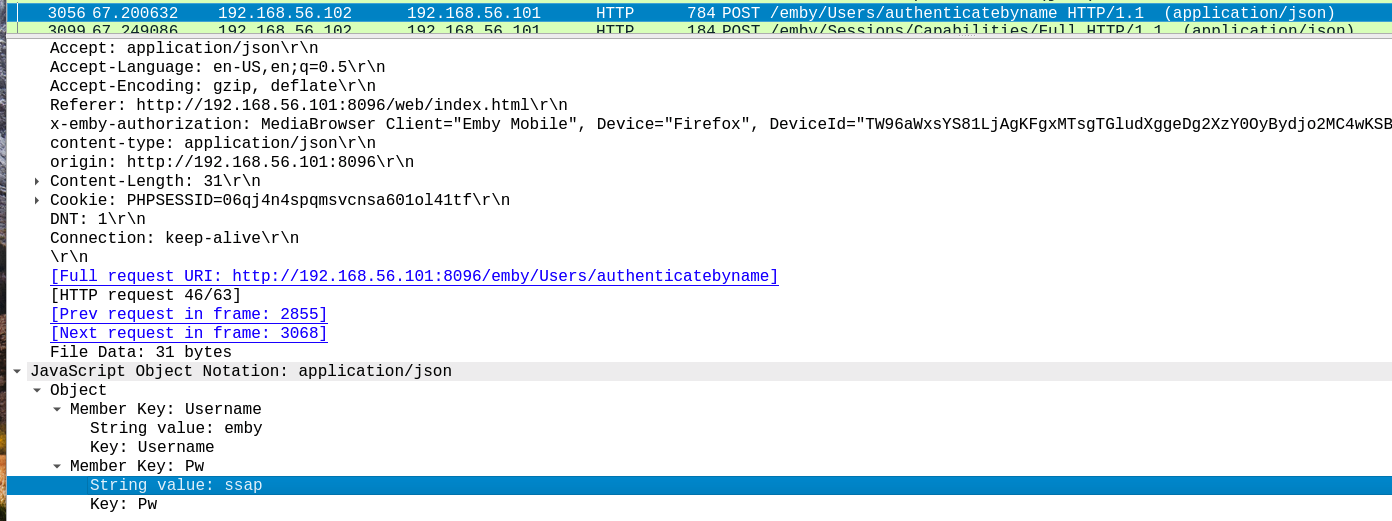 3056 67.200632 192.168.56.102 192.168.56.101 HTTP 784 POST /emby/Users/authenticatebyname HTTP/1.1 (application/json)
3099 67.249086 192.168.56.102 192.168.56.101 HTTP 184 POST /emby/Sessions/Capabilities/Full HTTP/1.1 (application/json)
Accept: application/json\r\n
Accept-Language: en-US,en;q=0.5\r\n
Accept-Encoding: gzip, deflate\r\n
Referer: http://192.168.56.101:8096/web/index.html\r\n
x-emby-authorization: MediaBrowser Client="Emby Mobile", Device="Firefox", DeviceId="TW96aWxsYS81LjAgKFgxMTsgTGludXggeDg2XzY0OyBydjo2MC4wKSB
content-type: application/json\r\n
origin: http://192.168.56.101:8096\r\n
Content-Length: 31\r\n
Cookie: PHPSESSID=06qj4n4spqmsvcnsa601ol41tf\r\n
DNT: 1\r\n
Connection: keep-alive\r\n
\r\n
[Full request URI: http://192.168.56.101:8096/emby/Users/authenticatebyname]
[HTTP request 46/63]
[Prev request in frame: 2855]
[Next request in frame: 3068]
File Data: 31 bytes
JavaScript Object Notation: application/json
Object
Member Key: Username
String value: emby
Key: Username
Member Key: Pw
String value: ssap
Key: Pw